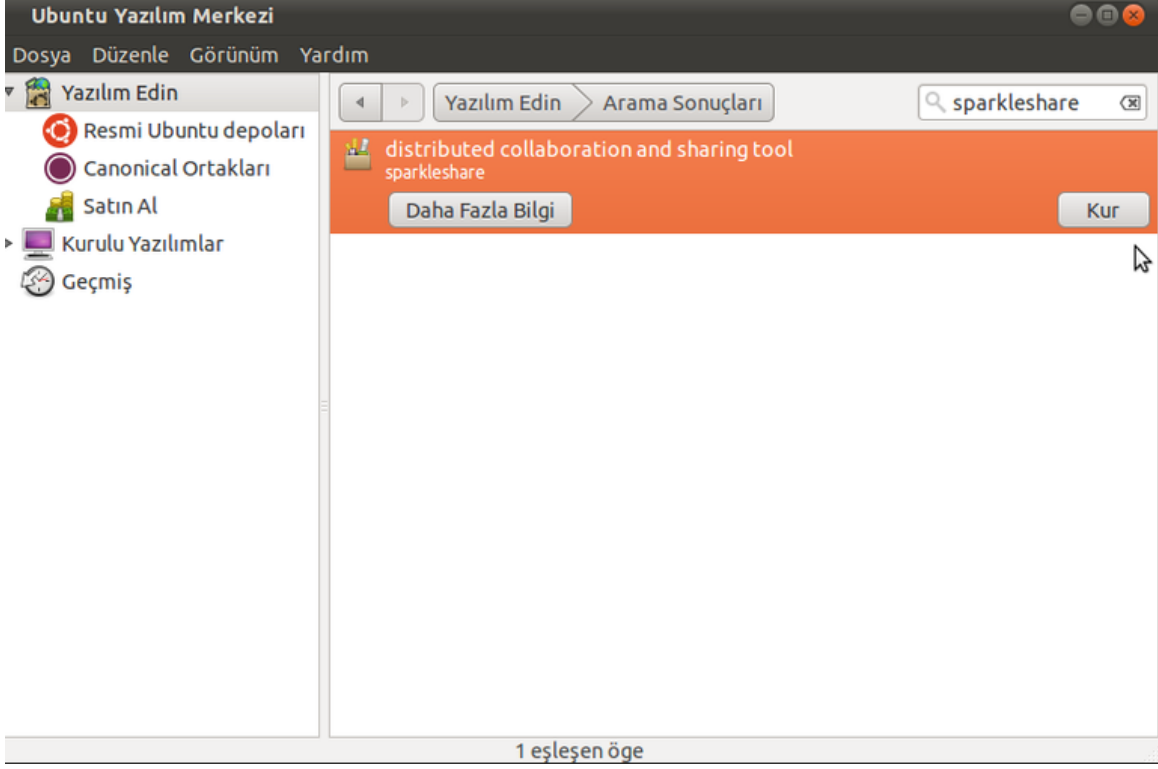 Ubuntu Yazılım Merkezi
Dosya Düzenle Görünüm Yardım
Yazılım Edin
Resmi Ubuntu depoları
Canonical Ortakları
Satın Al
Kurulu Yazılımlar
Geçmiş
Yazılım Edin Arama Sonuçları sparkleshare
distributed collaboration and sharing tool
sparkleshare
Daha Fazla Bilgi Kur
1 eşleşen öge